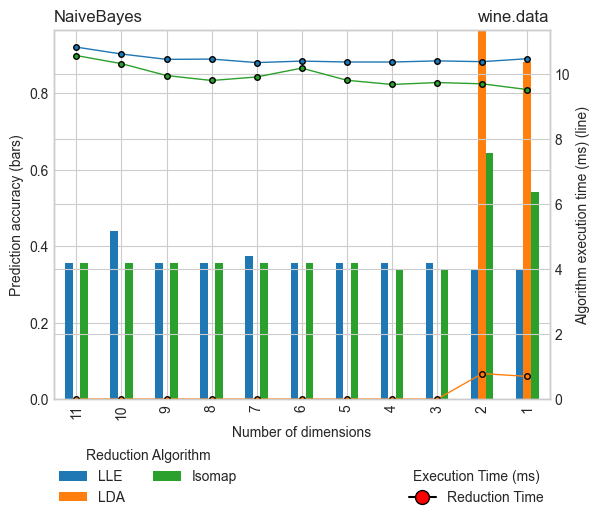 NaiveBayes wine.data
Prediction accuracy (bars)
0.8
0.6
0.4
0.2
0.0
10
8
6
4
2
0
Algorithm execution time (ms) (line)
11 10 9 8 7 6 5 4 3 2 1
Number of dimensions
Reduction Algorithm
LLE Isomap
LDA
Execution Time (ms)
Reduction Time